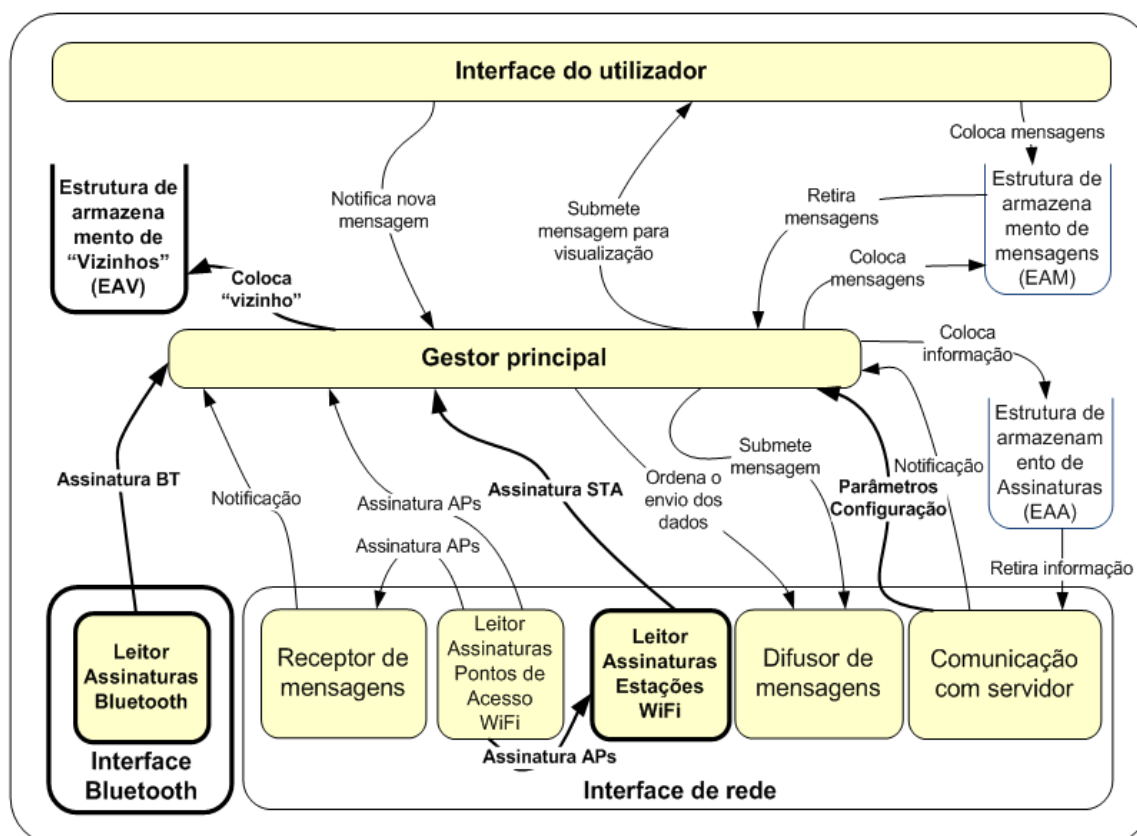 Interface do utilizador
Coloca mensagens
Estrutura de
armazena
mento de
“Vizinhos”
(EAV)
Notifica nova
mensagem
Submete
mensagem para
visualização
Retira
mensagens
Coloca
mensagens
Estrutura de
armazena
mento de
mensagens
(EAM)
Coloca
“vizinho”
Gestor principal
Coloca
informação
Estrutura de
armazenam
ento de
Assinaturas
(EAA)
Assinatura BT
Notificação
Assinatura APs
Assinatura APs
Assinatura STA
Ordena o
envio dos
dados
Submete
mensagem
Parâmetros
Configuração
Notificação
Retira informação
Leitor
Assinaturas
Bluetooth
Interface
Bluetooth
Receptor de
mensagens
Leitor
Assinaturas
Pontos de
Acesso
WiFi
Leitor
Assinaturas
Estações
WiFi
Difusor de
mensagens
Comunicação
com servidor
Assinatura APs
Interface de rede